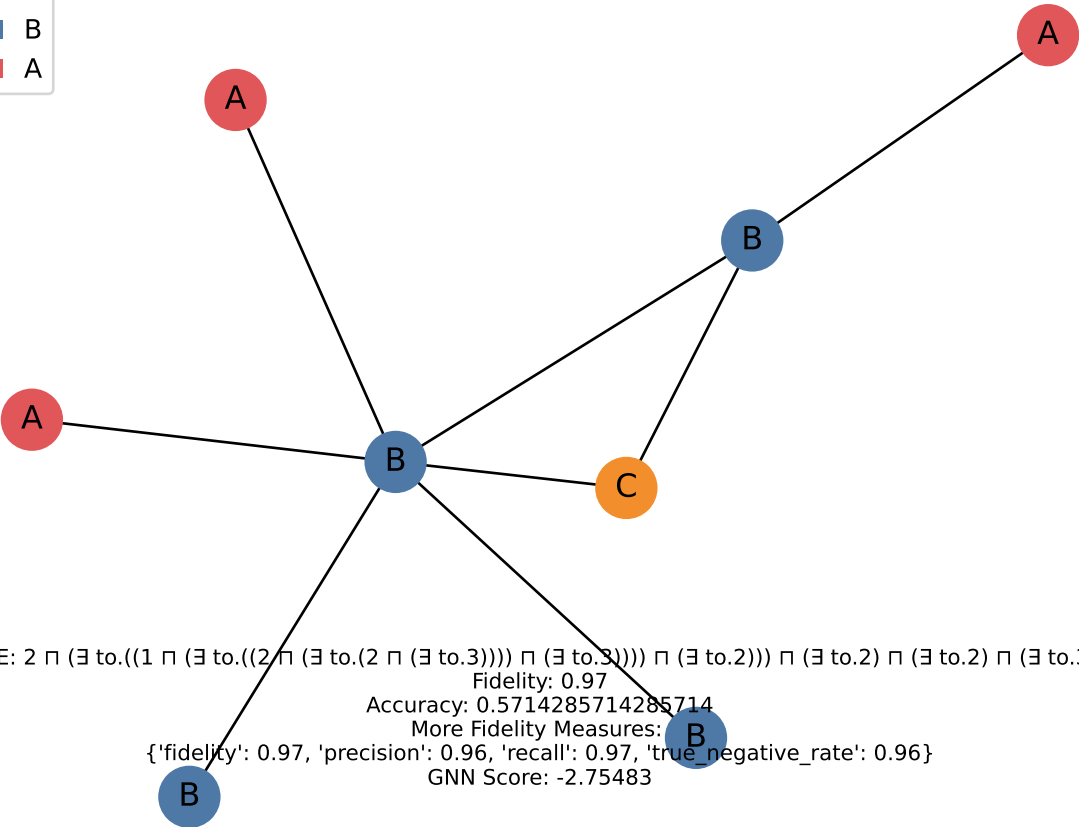 B
A
A
A
B
A
B
C
E: 2 ⊓ (∃ to.((1 ⊓ (∃ to.((2 ⊓ (∃ to.(2 ⊓ (∃ to.3)))) ⊓ (∃ to.3)))) ⊓ (∃ to.2))) ⊓ (∃ to.2) ⊓ (∃ to.2) ⊓ (∃ to.3
Fidelity: 0.97
Accuracy: 0.5714285714285714
More Fidelity Measures:
B
{'fidelity': 0.97, 'precision': 0.96, 'recall': 0.97, 'true_negative_rate': 0.96}
GNN Score: -2.75483
B